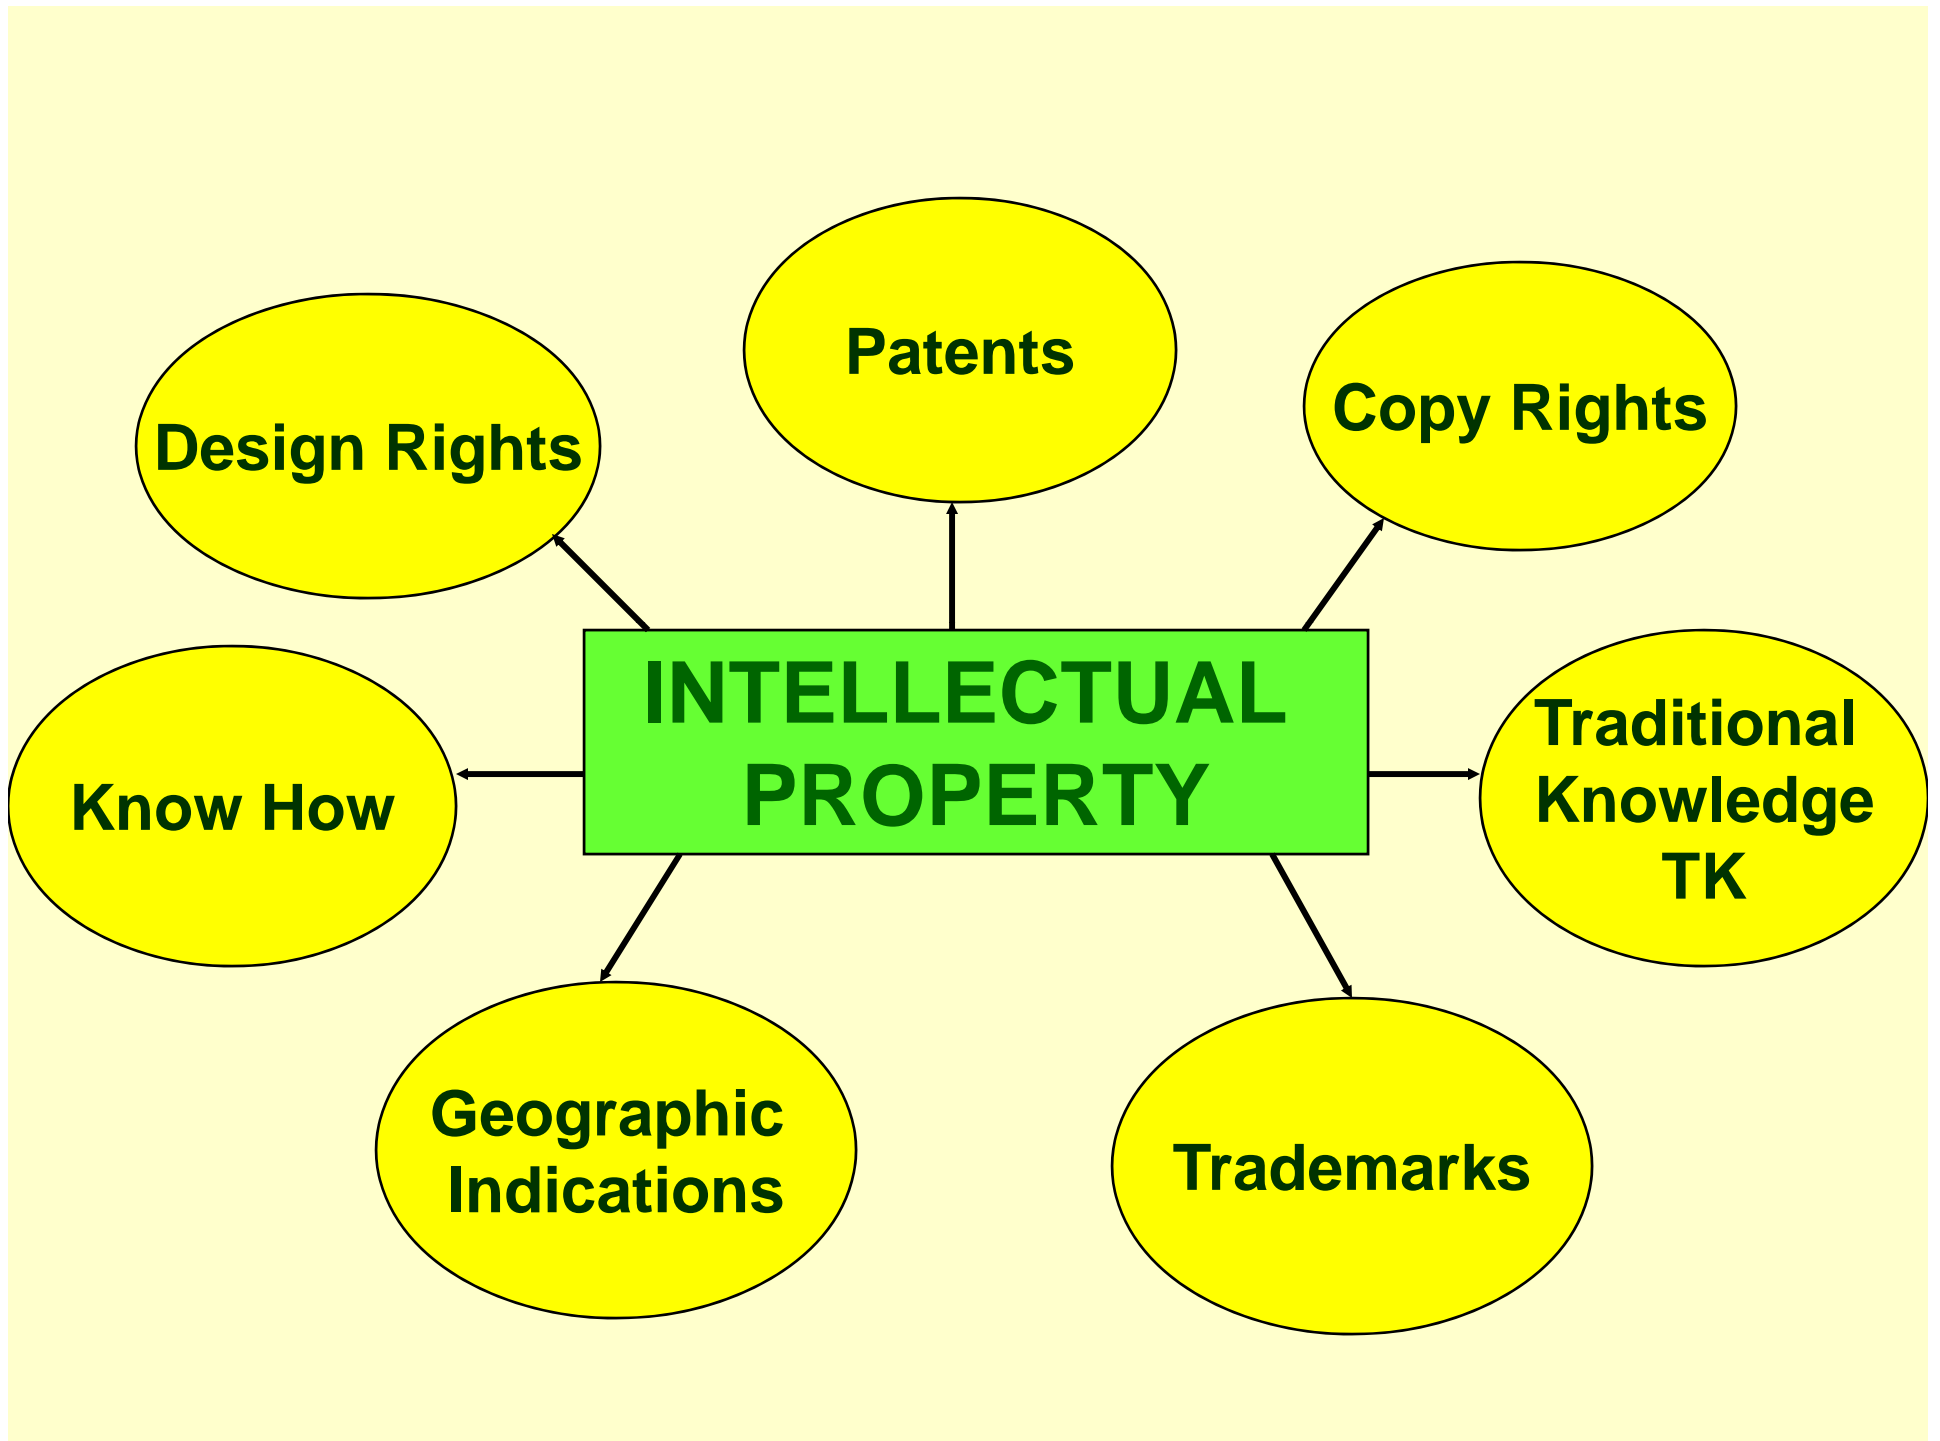 Patents
Copy Rights
Design Rights
INTELLECTUAL
PROPERTY
Traditional
Knowledge
TK
Know How
Geographic
Indications
Trademarks